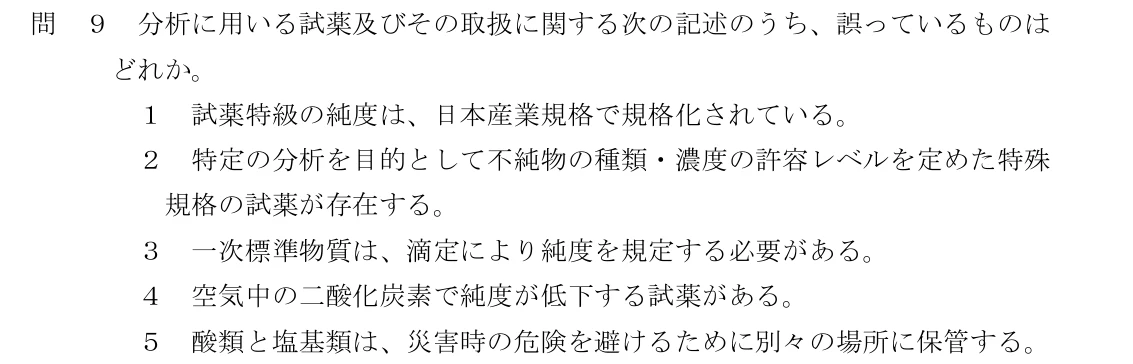 問　９　分析に用いる試薬及びその取扱に関する次の記述のうち、誤っているものは
どれか。
１　試薬特級の純度は、日本産業規格で規格化されている。
２　特定の分析を目的として不純物の種類・濃度の許容レベルを定めた特殊
規格の試薬が存在する。
３　一次標準物質は、滴定により純度を規定する必要がある。
４　空気中の二酸化炭素で純度が低下する試薬がある。
５　酸類と塩基類は、災害時の危険を避けるために別々の場所に保管する。